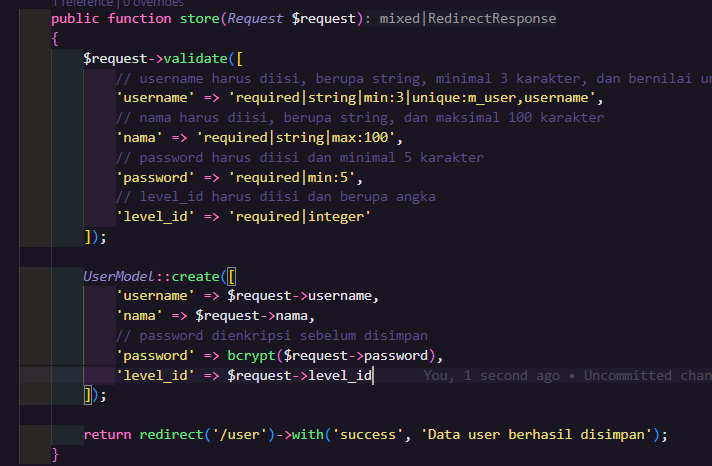 1 reference | 0 overrides
public function store(Request $request): mixed|RedirectResponse
{
$request->validate([
// username harus diisi, berupa string, minimal 3 karakter, dan bernilai un
'username' => 'required|string|min:3|unique:m_user,username',
// nama harus diisi, berupa string, dan maksimal 100 karakter
'nama' => 'required|string|max:100',
// password harus diisi dan minimal 5 karakter
'password' => 'required|min:5',
// level_id harus diisi dan berupa angka
'level_id' => 'required|integer'
]);
UserModel::create([
'username' => $request->username,
'nama' => $request->nama,
// password dienkripsi sebelum disimpan
'password' => bcrypt($request->password),
'level_id' => $request->level_id You, 1 second ago • Uncommitted chan
]);
return redirect('/user')->with('success', 'Data user berhasil disimpan');
}